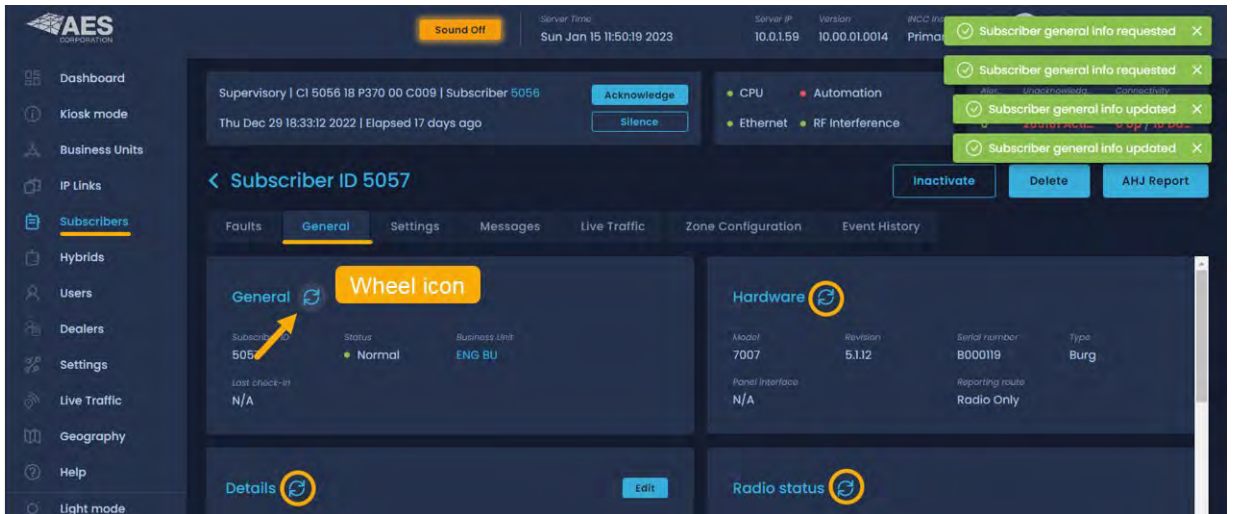 AES
CORPORATION
Sound Off
Server Time
Sun Jan 15 11:50:19 2023
Server IP
10.0.1.59
Version
10.00.01.0014
Primar
Subscriber general info requested
Subscriber general info requested
Subscriber general info updated
Subscriber general info updated
Dashboard
Kiosk mode
Business Units
IP Links
Subscribers
Hybrids
Users
Dealers
Settings
Live Traffic
Geography
Help
Light mode
Supervisory | CI 5056 18 P370 00 C009 | Subscriber 5056
Acknowledge
Thu Dec 29 18:33:12 2022 | Elapsed 17 days ago
Silence
CPU
Automation
Ethernet
RF Interference
Subscriber ID 5057
Inactivate
Delete
AHJ Report
Faults
General
Settings
Messages
Live Traffic
Zone Configuration
Event History
General
Wheel icon
Status
Business Unit
Normal
ENG BU
Last check-in
N/A
Hardware
Model
Revision
Serial number
Type
7007
5.1.12
B000119
Burg
Panel Interface
Reporting route
N/A
Radio Only
Details
Edit
Radio status